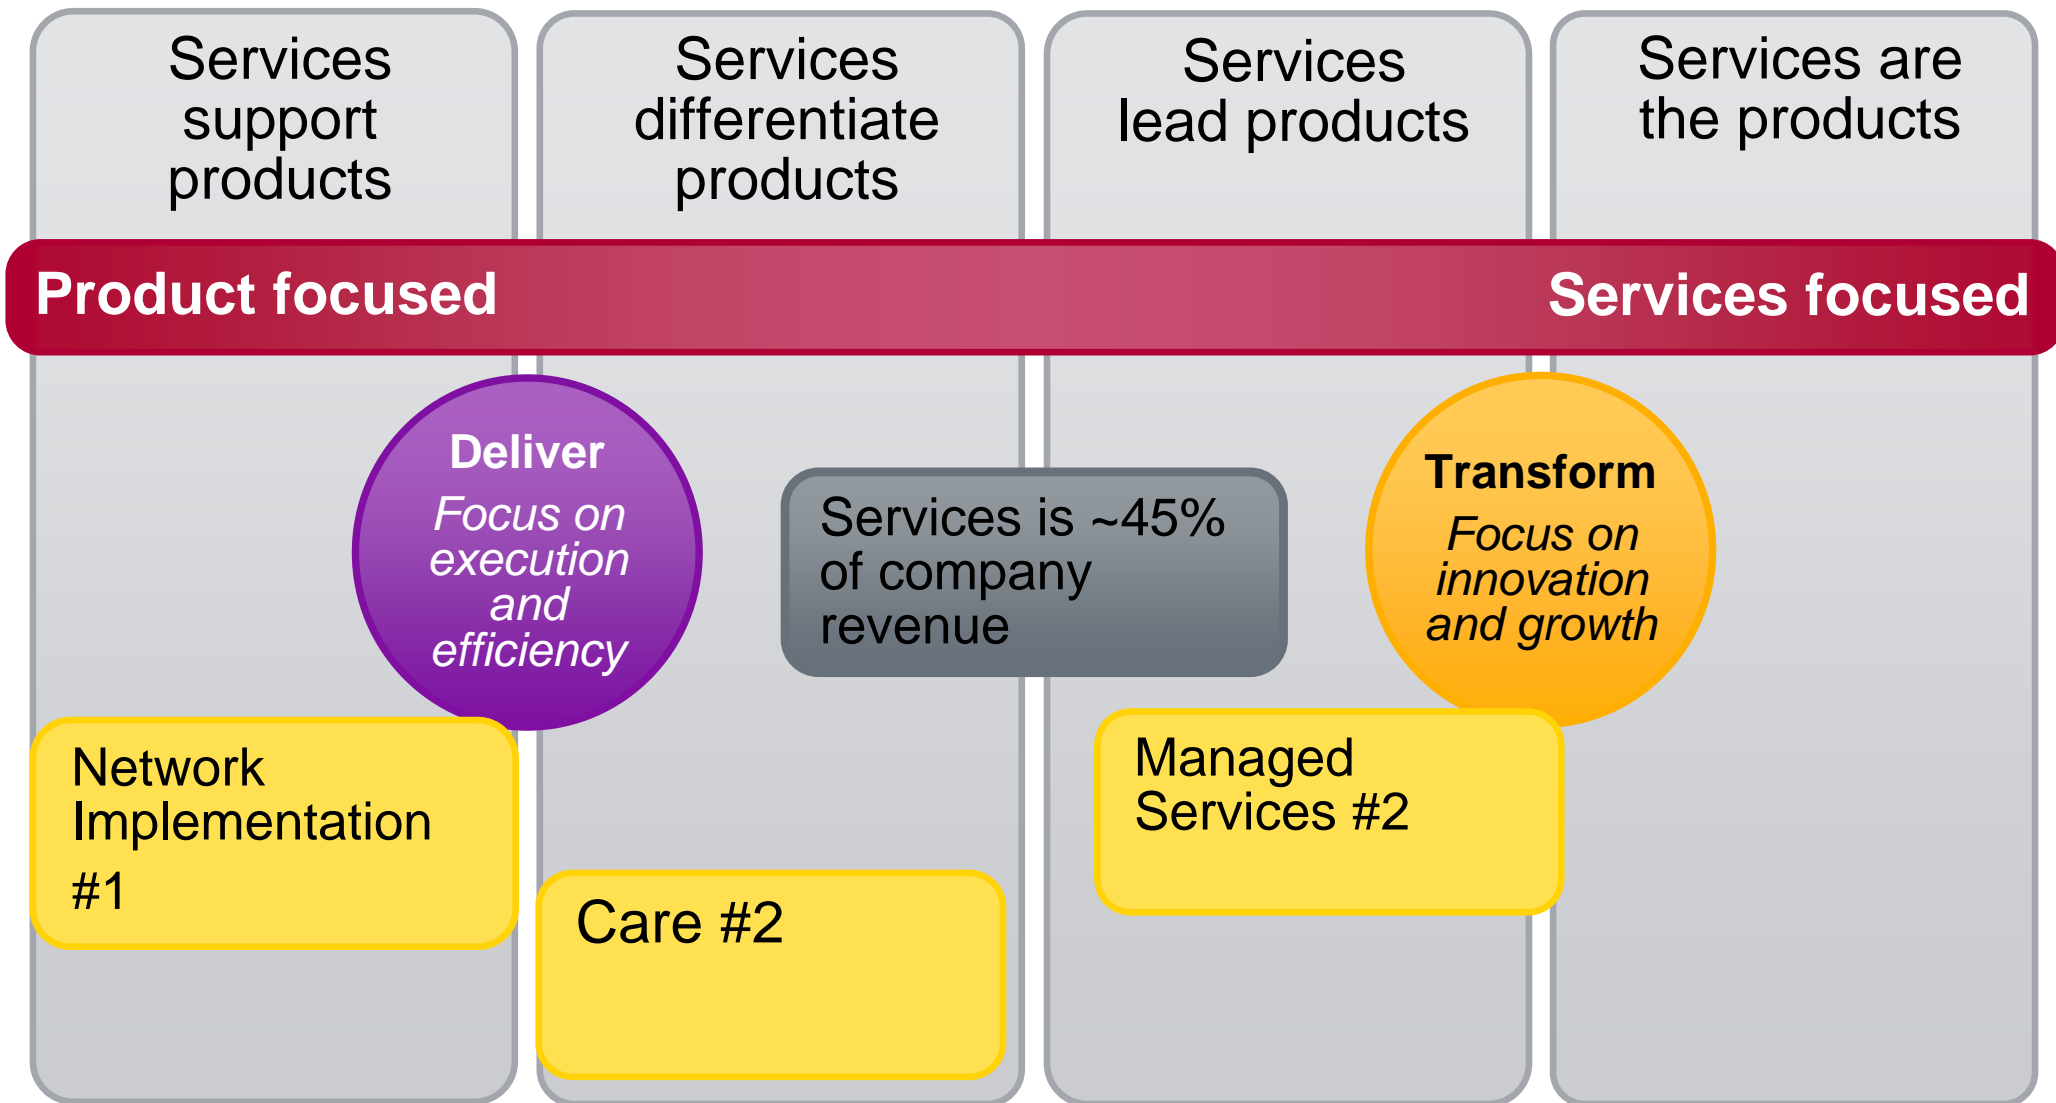 Services
support
products
Services
differentiate
products
Services
lead products
Services are
the products
Product focused
Services focused
Deliver
Focus on
execution
and
efficiency
Services is ~45%
of company
revenue
Transform
Focus on
innovation
and growth
Network
Implementation
#1
Care #2
Managed
Services #2